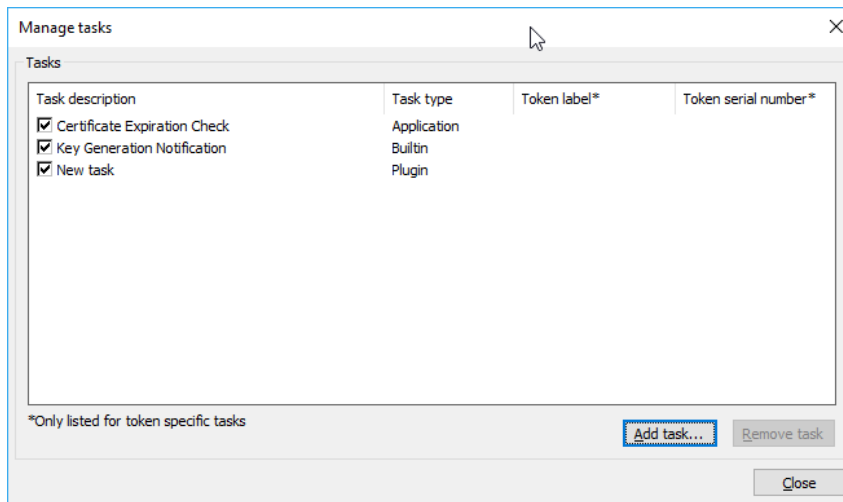 Manage tasks
Tasks
Task description Task type Token label* Token serial number*
Certificate Expiration Check Application
Key Generation Notification Builtin
New task Plugin
*Only listed for token specific tasks
Add task... Remove task
Close